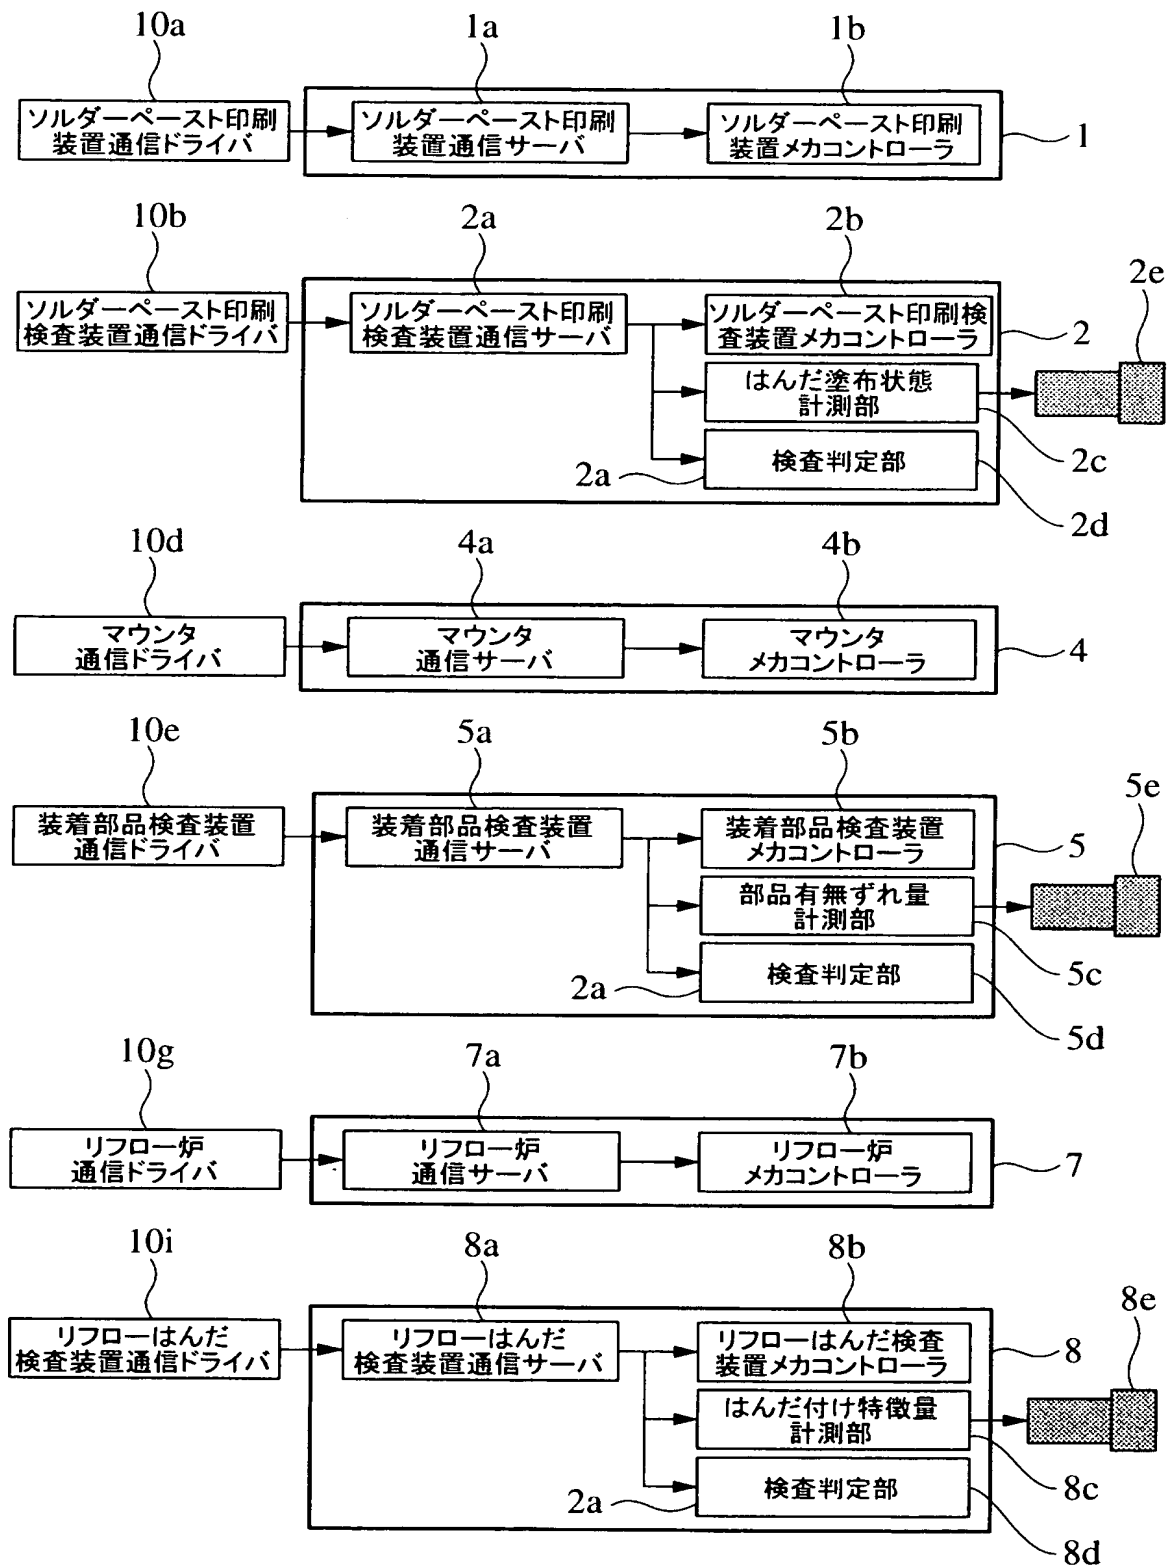 10a
1a
1b
ソルダーペースト印刷
装置通信ドライバ
ソルダーペースト印刷
装置通信サーバ
ソルダーペースト印刷
装置メカコントローラ
1
10b
2a
2b
2e
ソルダーペースト印刷
検査装置通信ドライバ
ソルダーペースト印刷
検査装置通信サーバ
ソルダーペースト印刷検
査装置メカコントローラ
2
はんだ塗布状態
計測部
2c
検査判定部
2a
2d
10d
4a
4b
マウンタ
通信ドライバ
マウンタ
通信サーバ
マウンタ
メカコントローラ
4
10e
5a
5b
5e
装着部品検査装置
通信ドライバ
装着部品検査装置
通信サーバ
装着部品検査装置
メカコントローラ
5
部品有無ずれ量
計測部
5c
検査判定部
2a
5d
10g
7a
7b
リフロー炉
通信ドライバ
リフロー炉
通信サーバ
リフロー炉
メカコントローラ
7
10i
8a
8b
8e
リフローはんだ
検査装置通信ドライバ
リフローはんだ
検査装置通信サーバ
リフローはんだ検査
装置メカコントローラ
8
はんだ付け特徴量
計測部
8c
検査判定部
2a
8d